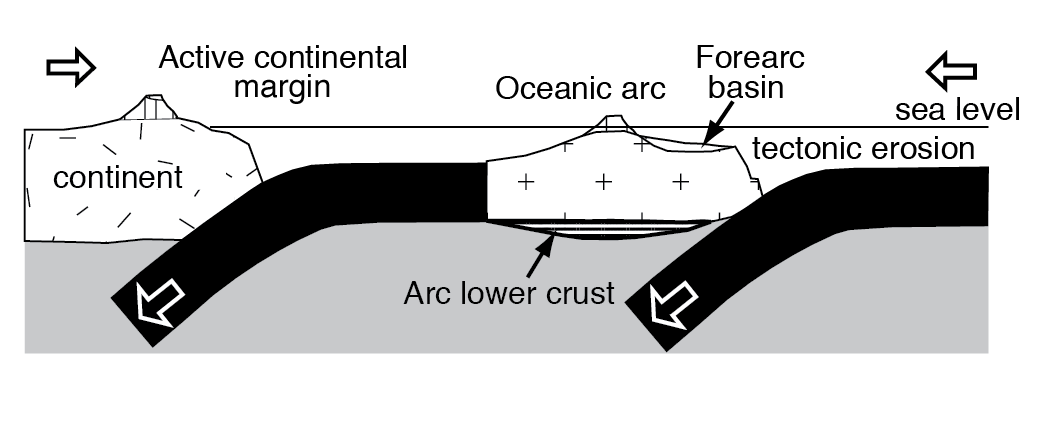 Active continental
margin
Oceanic arc
Forearc
basin
sea level
tectonic erosion
continent
Arc lower crust